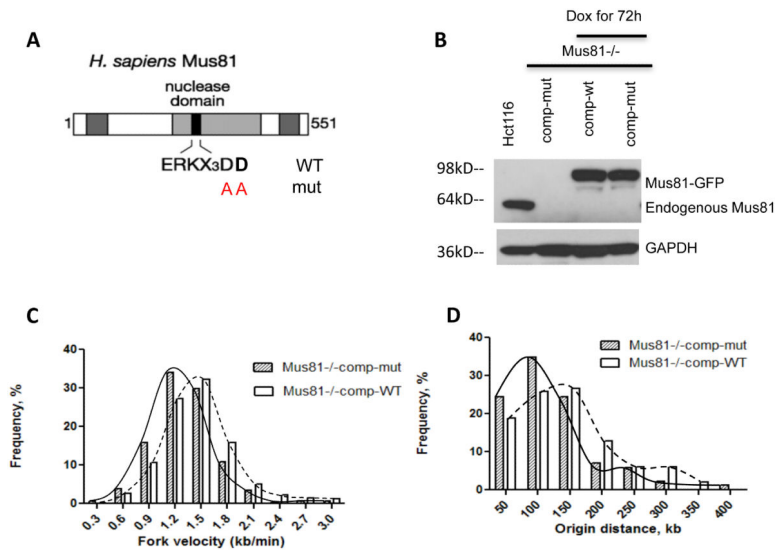 A
H. sapiens Mus81
nuclease
domain
1
551
ERKX3DD WT
AA mut
B
Dox for 72h
Mus81-/-
Hct116
comp-mut
comp-wt
comp-mut
98kD--
64kD--
36kD--
Mus81-GFP
Endogenous Mus81
GAPDH
C
Frequency, %
40
30
20
10
0
Mus81-/-comp-mut
Mus81-/-comp-WT
0.3 0.6 0.9 1.2 1.5 1.8 2.1 2.4 2.7 3.0
Fork velocity (kb/min)
D
Frequency, %
40
30
20
10
0
Mus81-/-comp-mut
Mus81-/-comp-WT
50 100 150 200 250 300 350 400
Origin distance, kb